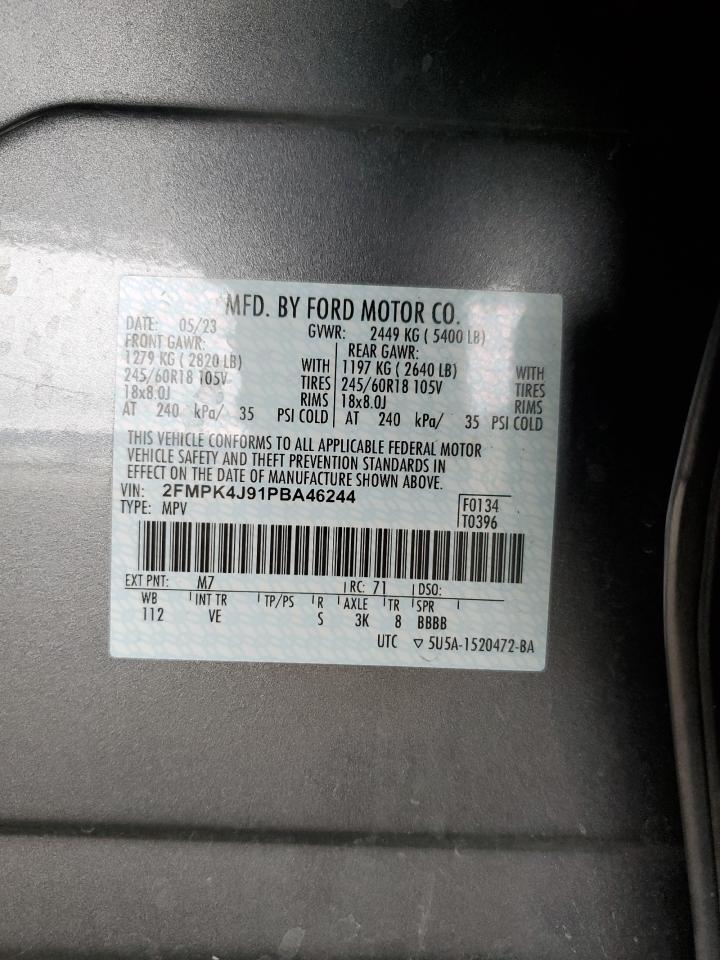 MFD. BY FORD MOTOR CO.
DATE: 05/23 GVWR: 2449 KG ( 5400 LB)
FRONT GAWR: REAR GAWR:
1279 KG ( 2820 LB) WITH 1197 KG ( 2640 LB) WITH
245/60R18 105V TIRES 245/60R18 105V TIRES
18x8.0J RIMS 18x8.0J RIMS
AT 240 kPa/ 35 PSI COLD AT 240 kPa/ 35 PSI COLD
THIS VEHICLE CONFORMS TO ALL APPLICABLE FEDERAL MOTOR
VEHICLE SAFETY AND THEFT PREVENTION STANDARDS IN
EFFECT ON THE DATE OF MANUFACTURE SHOWN ABOVE.
VIN: 2FMPK4J91PBA46244 F0134
TYPE: MPV T0396
EXT PNT: M7 RC: 71 DSO:
WB INT TR TP/PS R AXLE TR SPR
112 VE S 3K 8 BBBB
UTC ▽ 5U5A-1520472-BA